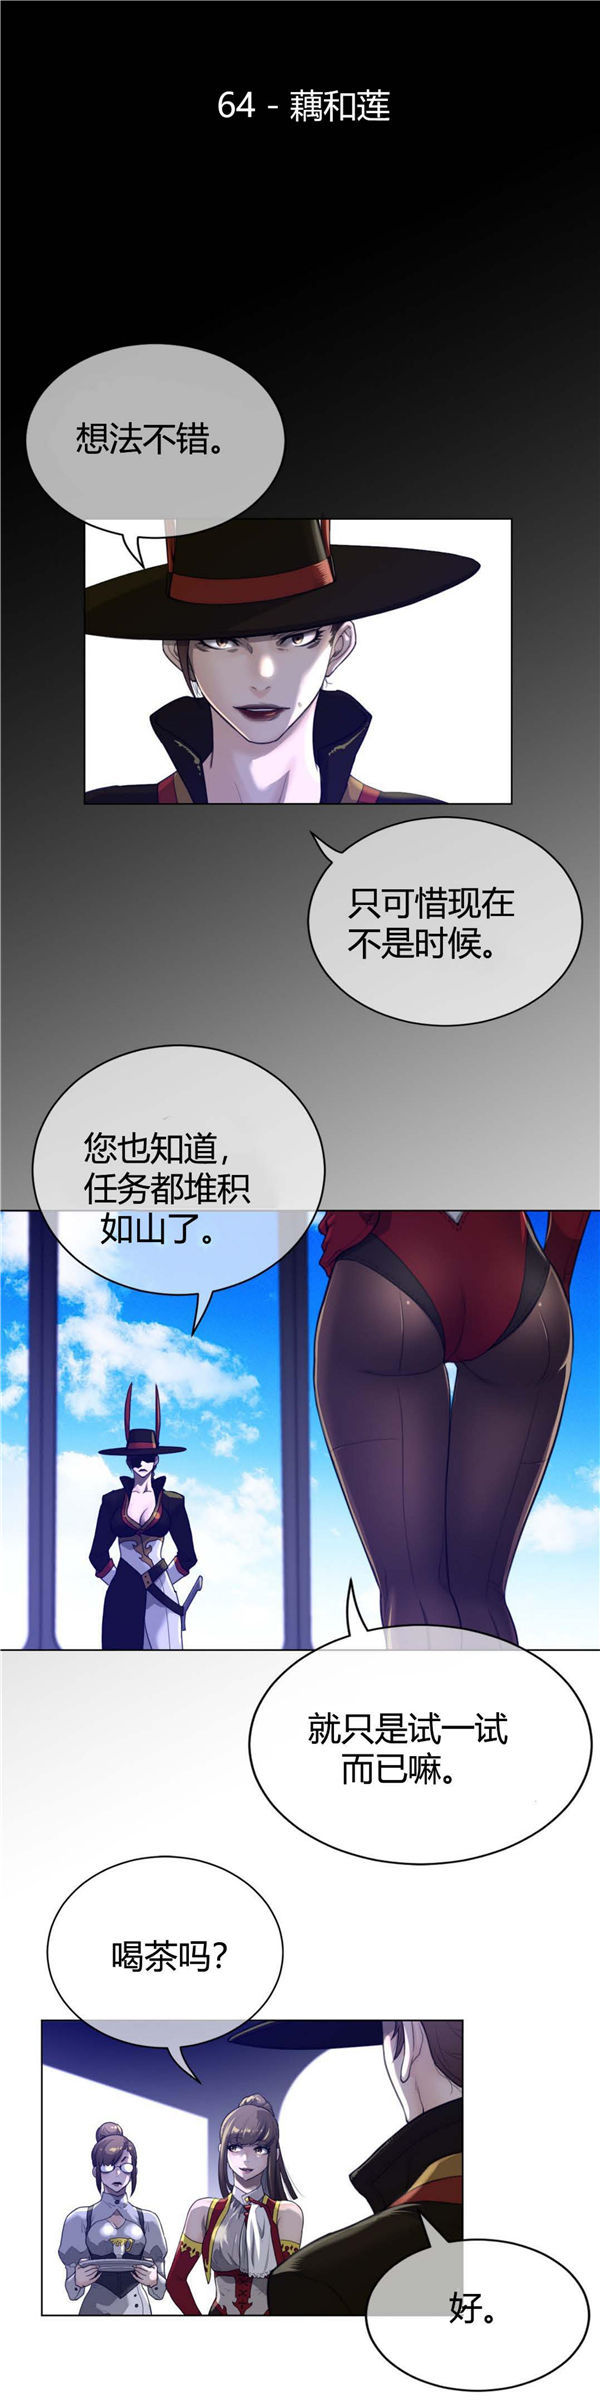 64 - 藕和莲
想法不错。
只可惜现在
不是时候。
您也知道,
任务都堆积
如山了。
就只是试一试
而已嘛。
喝茶吗?
好。